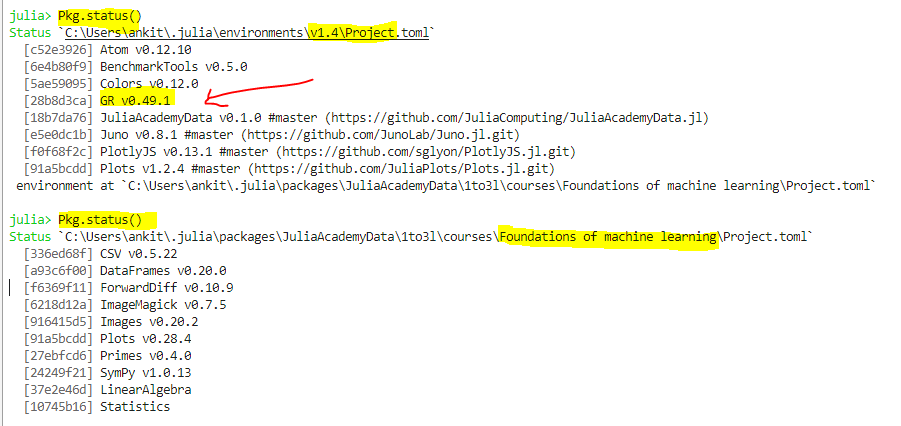 julia> Pkg.status()
Status `C:\Users\ankit\.julia\environments\v1.4\Project.toml`
[c52e3926] Atom v0.12.10
[6e4b80f9] BenchmarkTools v0.5.0
[5ae59095] Colors v0.12.0
[28b8d3ca] GR v0.49.1
[18b7da76] JuliaAcademyData v0.1.0 #master (https://github.com/JuliaComputing/JuliaAcademyData.jl)
[e5e0dc1b] Juno v0.8.1 #master (https://github.com/JunoLab/Juno.jl.git)
[f0f68f2c] PlotlyJS v0.13.1 #master (https://github.com/sglyon/PlotlyJS.jl.git)
[91a5bcdd] Plots v1.2.4 #master (https://github.com/JuliaPlots/Plots.jl.git)
environment at `C:\Users\ankit\.julia\packages\JuliaAcademyData\1to3l\courses\Foundations of machine learning\Project.toml`
julia> Pkg.status()
Status `C:\Users\ankit\.julia\packages\JuliaAcademyData\1to3l\courses\Foundations of machine learning\Project.toml`
[336ed68f] CSV v0.5.22
[a93c6f00] DataFrames v0.20.0
[f6369f11] ForwardDiff v0.10.9
[6218d12a] ImageMagick v0.7.5
[916415d5] Images v0.20.2
[91a5bcdd] Plots v0.28.4
[27ebfcd6] Primes v0.4.0
[24249f21] SymPy v1.0.13
[37e2e46d] LinearAlgebra
[10745b16] Statistics